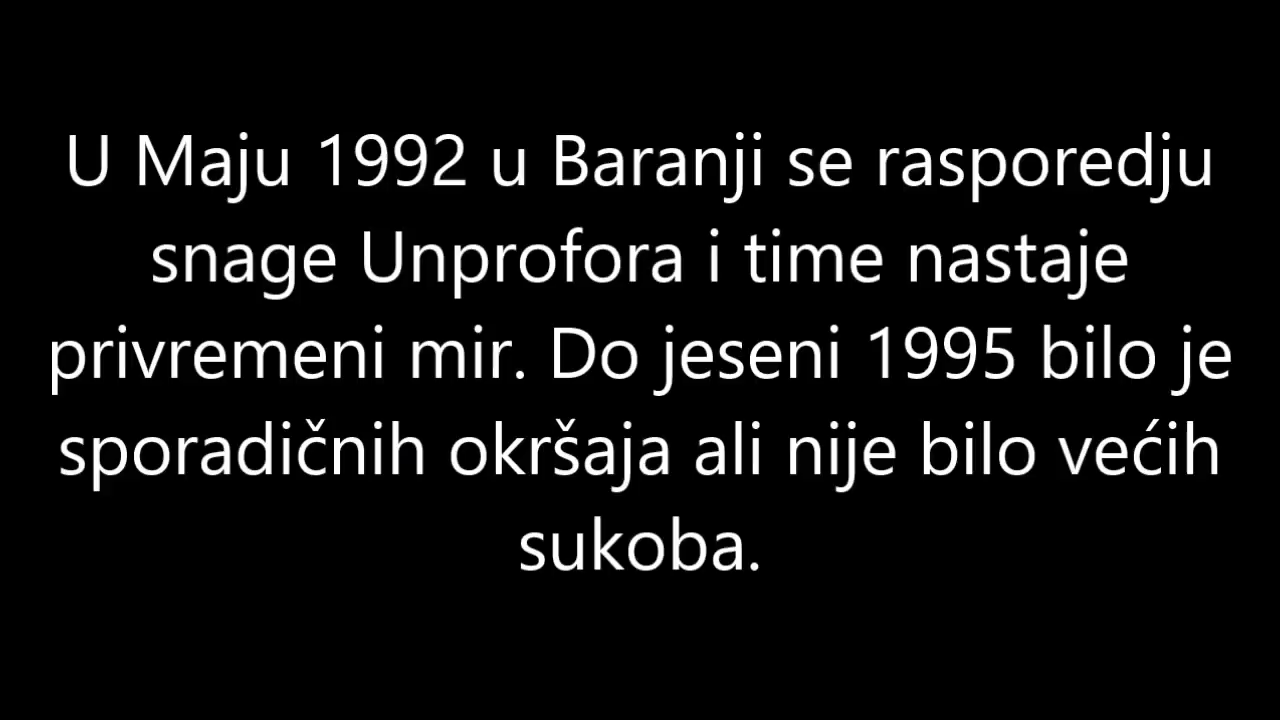 U Maju 1992 u Baranji se rasporedju
snage Unprofora i time nastaje
privremeni mir. Do jeseni 1995 bilo je
sporadičnih okršaja ali nije bilo većih
sukoba.